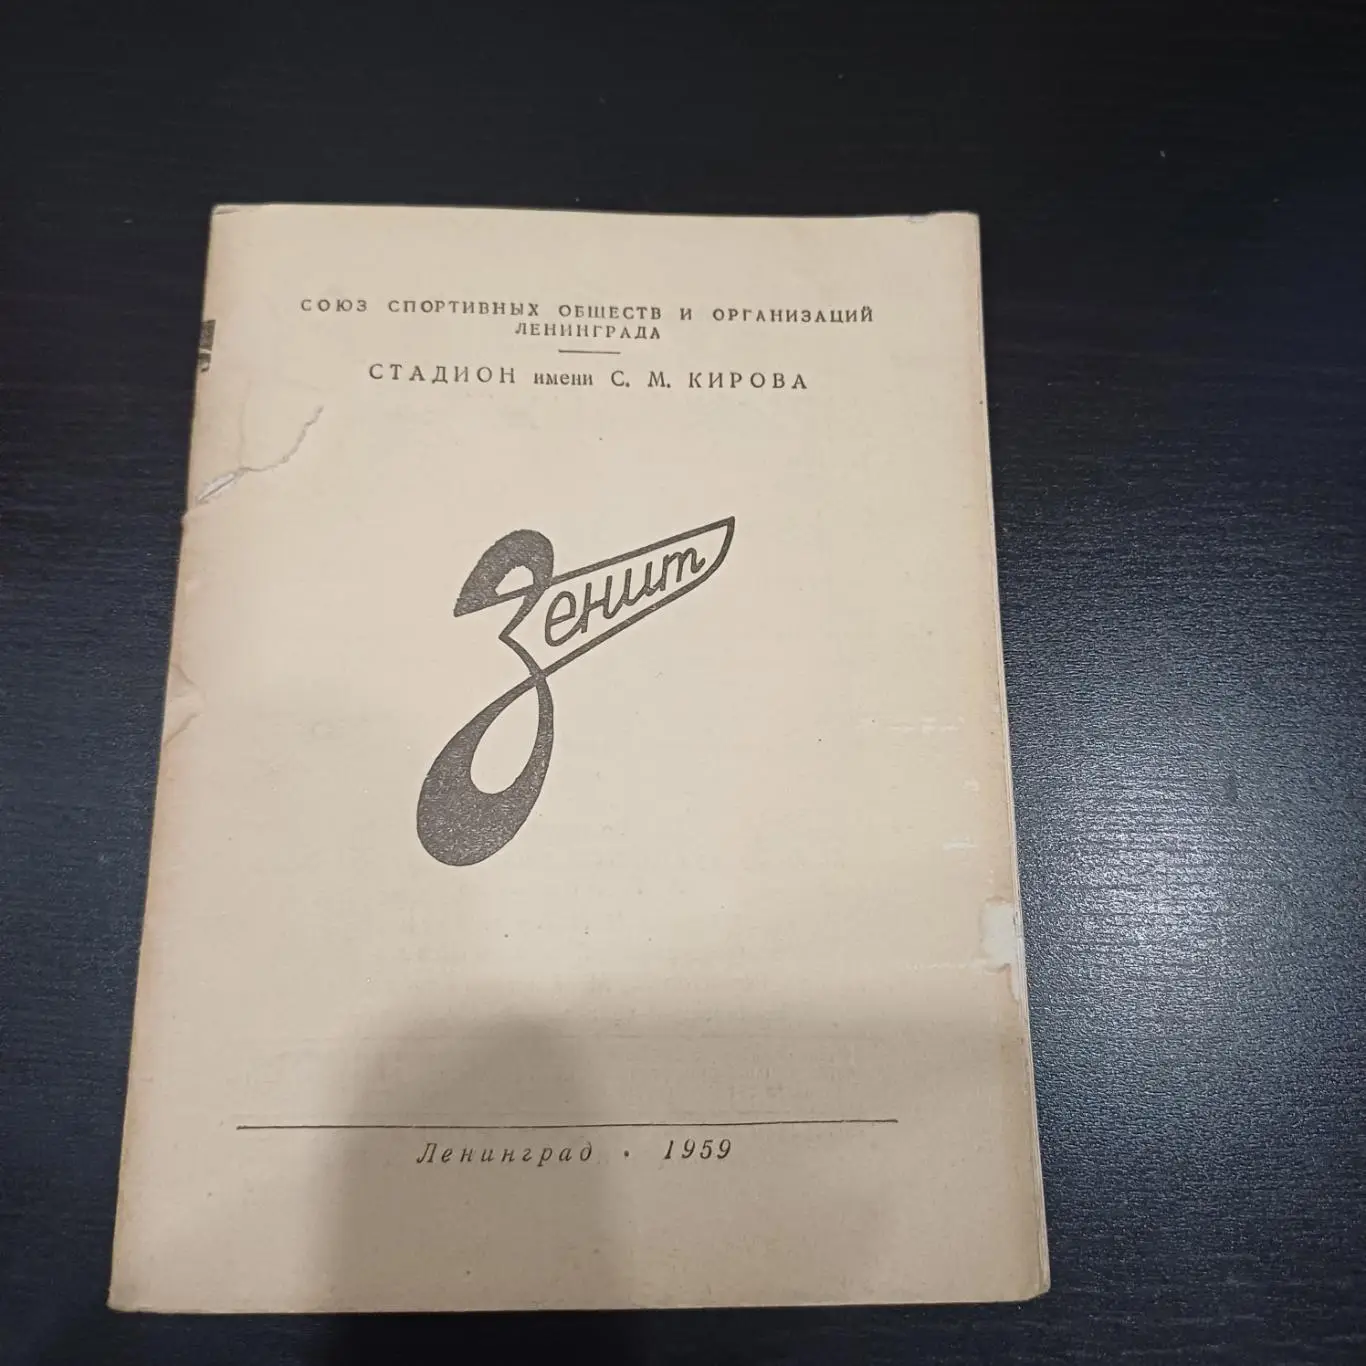 СОЮЗ СПОРТИВНЫХ ОБЩЕСТВ И ОРГАНИЗАЦИЙ
ЛЕНИНГРАДА
СТАДИОН имени С. М. КИРОВА
Зенит
Ленинград • 1959